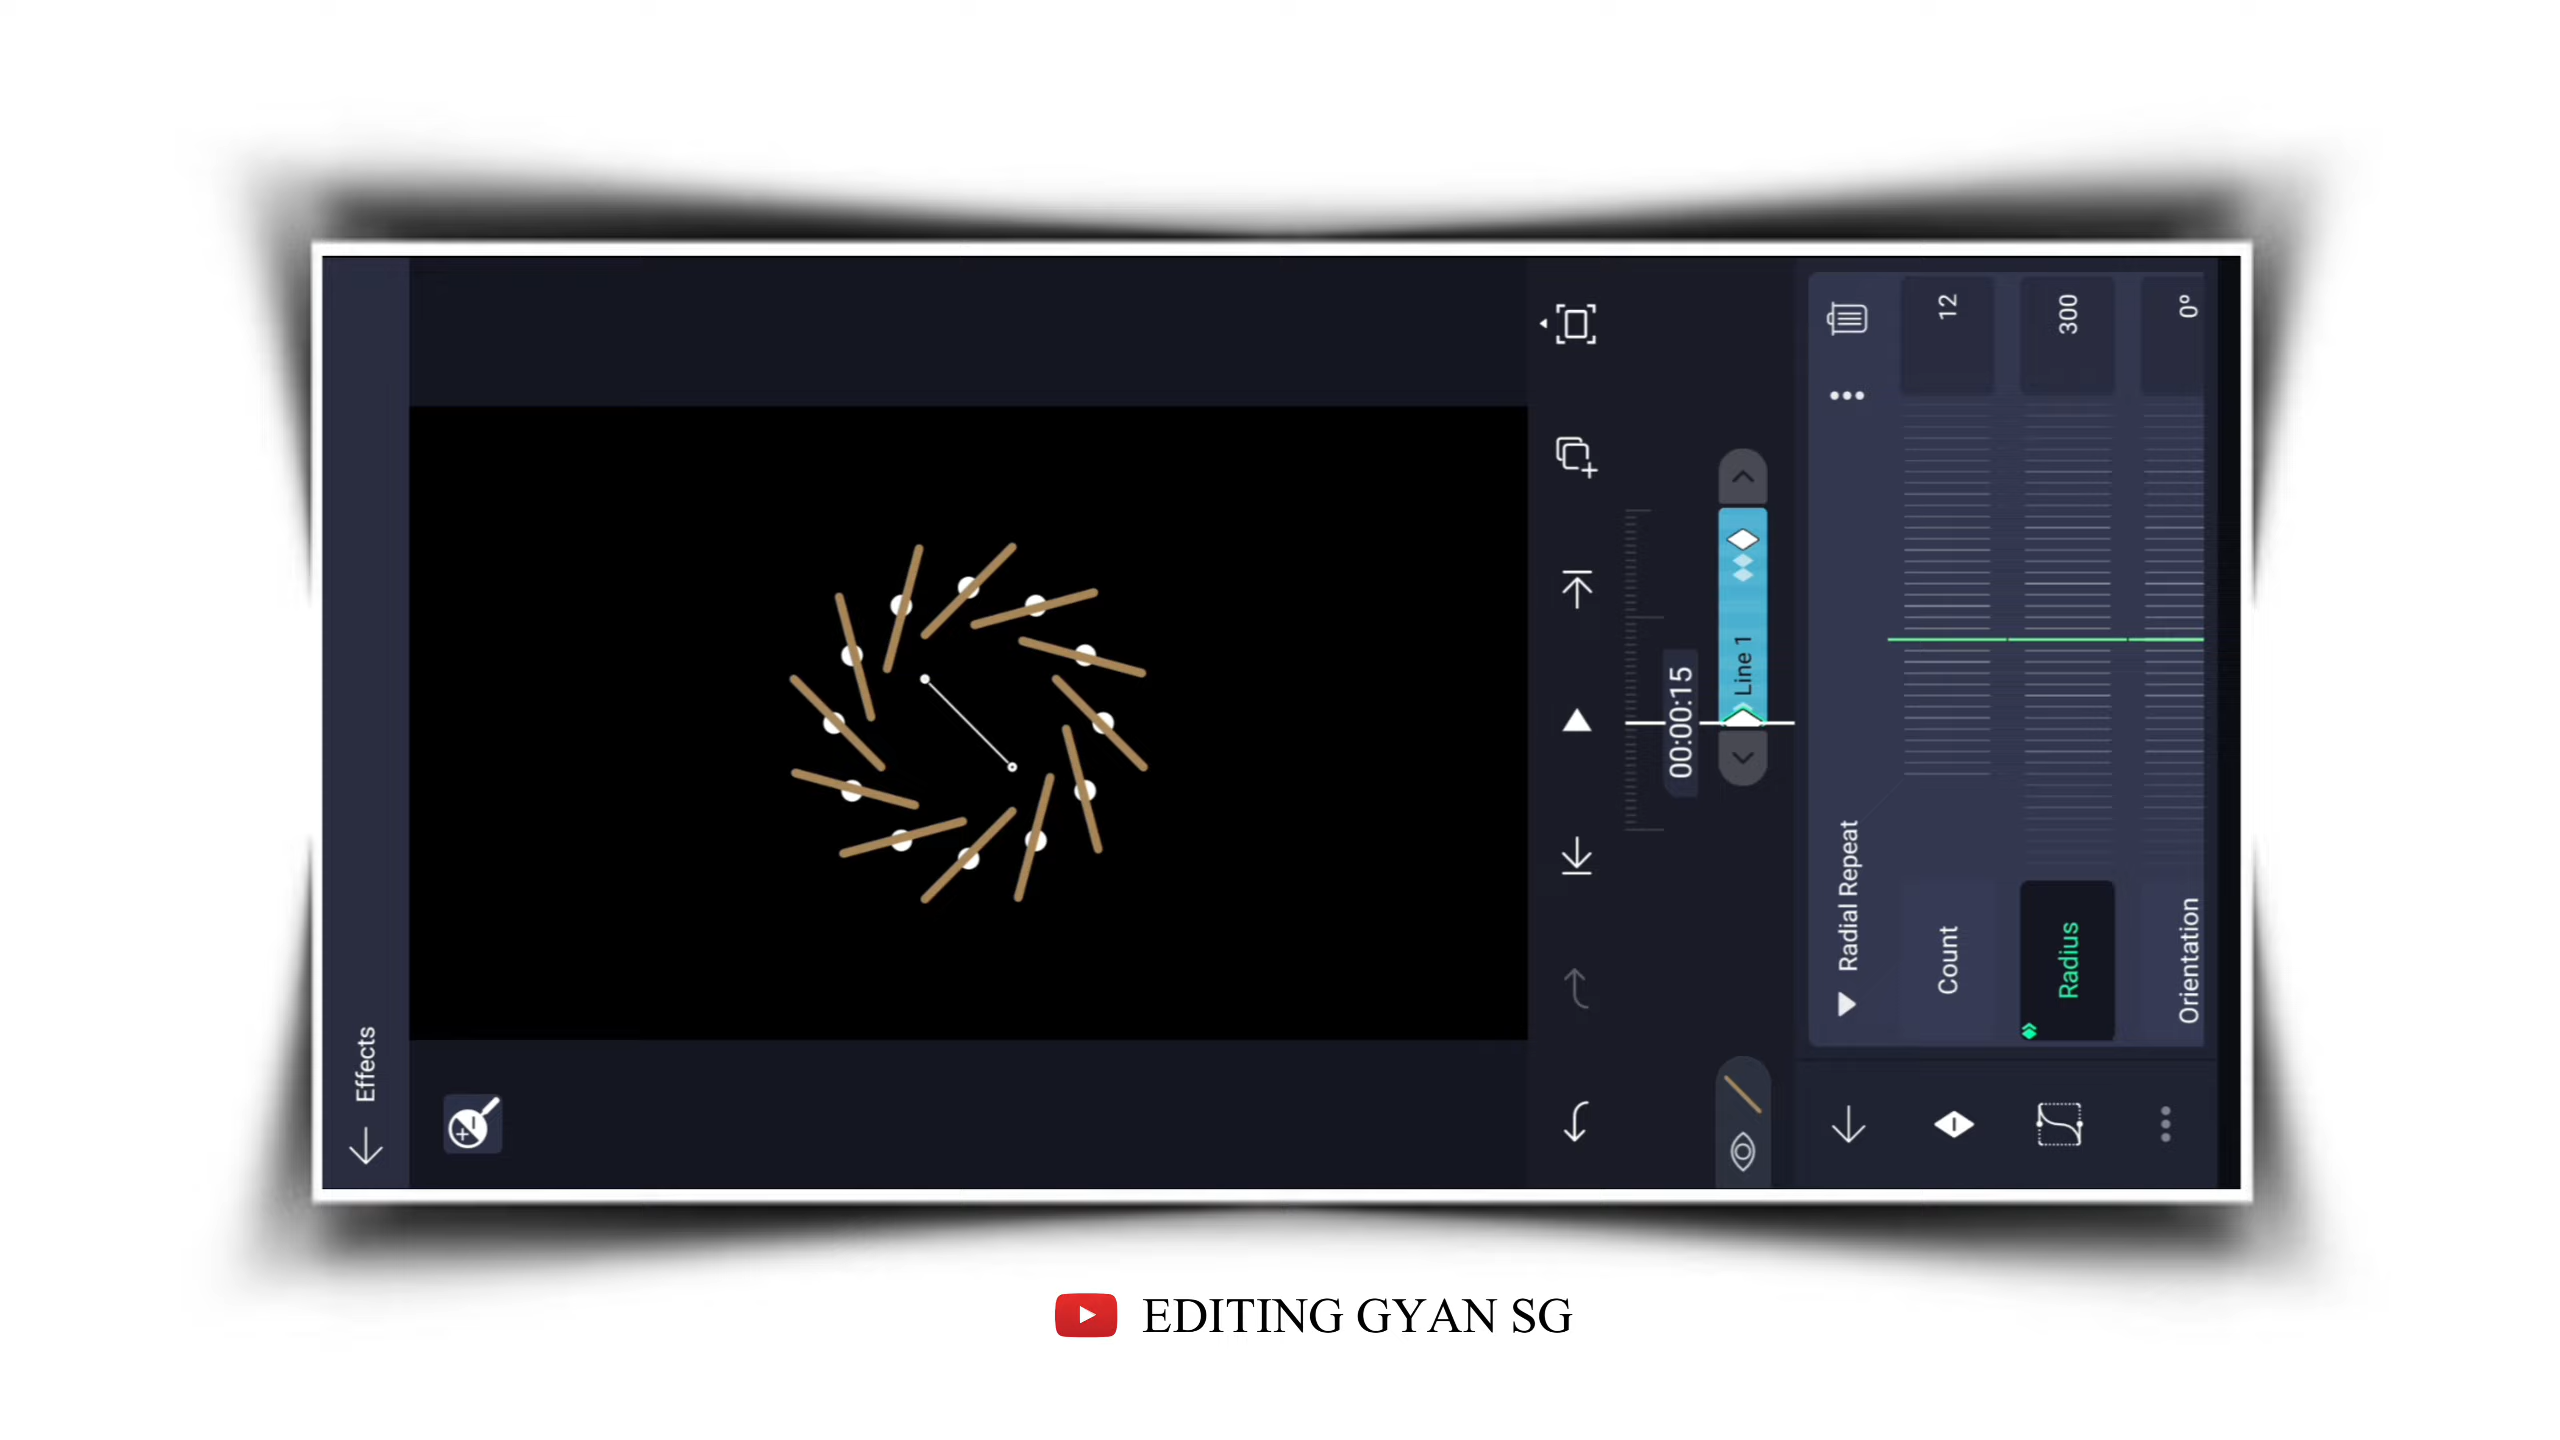 Effects
00:00:15
Line 1
Radial Repeat
Count
12
Radius
300
Orientation
0°
EDITING GYAN SG